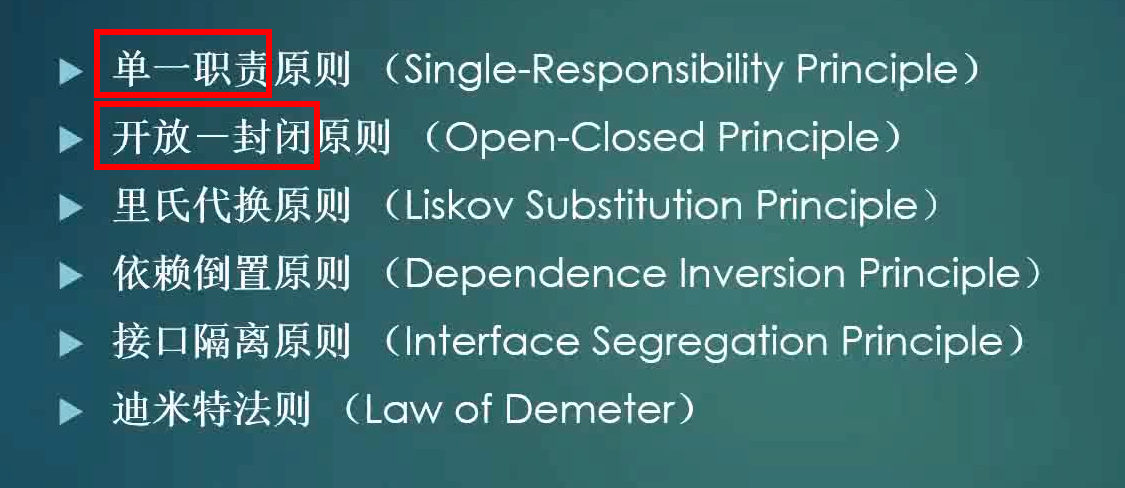 单一职责原则 （Single-Responsibility Principle）
开放－封闭原则 （Open-Closed Principle）
里氏代换原则 （Liskov Substitution Principle）
依赖倒置原则 （Dependence Inversion Principle）
接口隔离原则 （Interface Segregation Principle）
迪米特法则 （Law of Demeter）